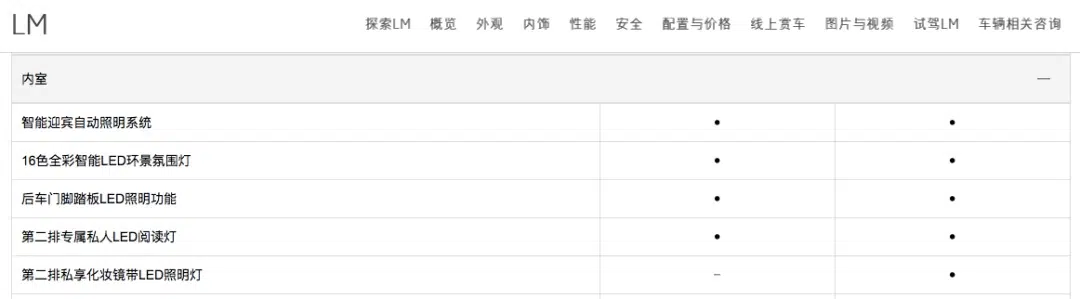 LM 探索LM 概览 外观 内饰 性能 安全 配置与价格 线上赏车 图片与视频 试驾LM 车辆相关咨询
内室 —
智能迎宾自动照明系统 ● ●
16色全彩智能LED环景氛围灯 ● ●
后车门脚踏板LED照明功能 ● ●
第二排专属私人LED阅读灯 ● ●
第二排私享化妆镜带LED照明灯 – ●